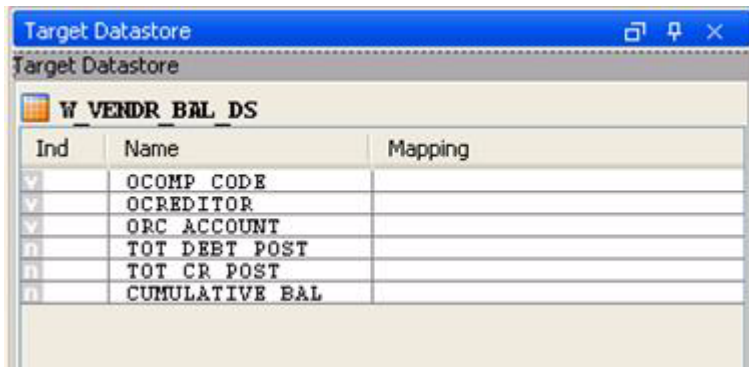 Target Datastore
Target Datastore
W_VENDR_BAL_DS
Ind Name Mapping
v OCOMP_CODE
v OCREDITOR
v ORC_ACCOUNT
n TOT_DEBT_POST
n TOT_CR_POST
n CUMULATIVE_BAL